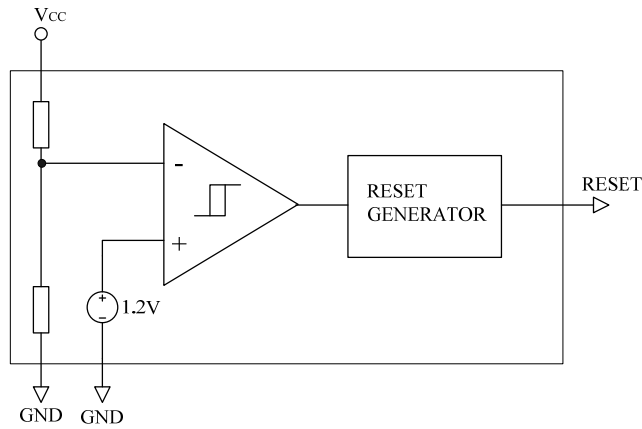 VCC
-
+
1.2V
+
-
RESET
GENERATOR
RESET
GND
GND